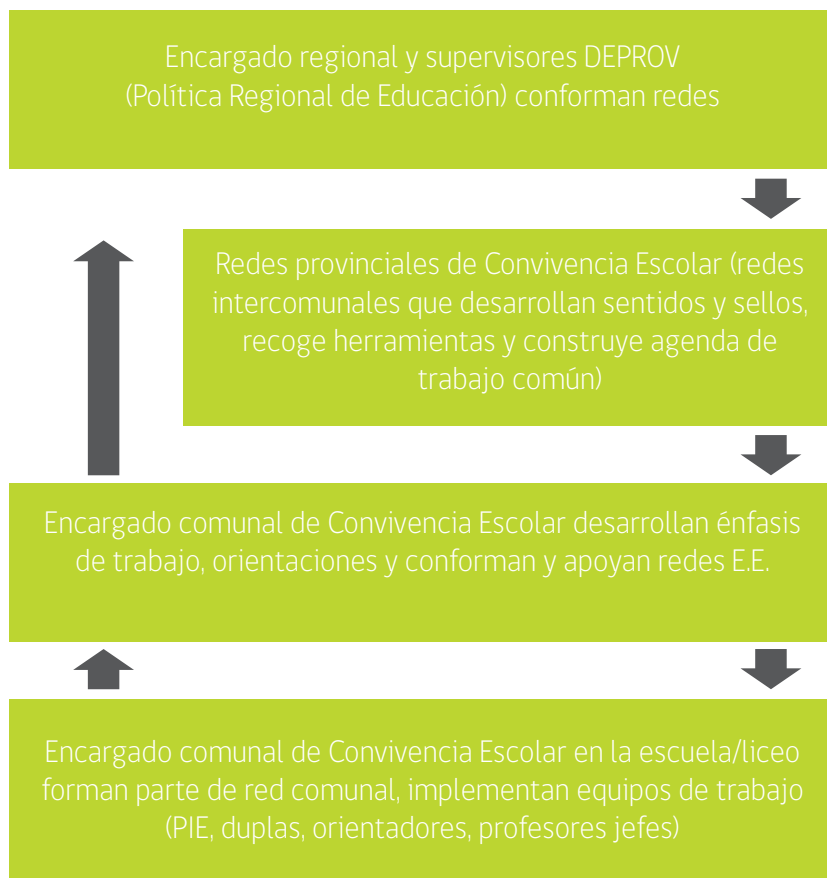 Encargado regional y supervisores DEPROV
(Política Regional de Educación) conforman redes
Redes provinciales de Convivencia Escolar (redes
intercomunales que desarrollan sentidos y sellos,
recoge herramientas y construye agenda de
trabajo común)
Encargado comunal de Convivencia Escolar desarrollan énfasis
de trabajo, orientaciones y conforman y apoyan redes E.E.
Encargado comunal de Convivencia Escolar en la escuela/liceo
forman parte de red comunal, implementan equipos de trabajo
(PIE, duplas, orientadores, profesores jefes)